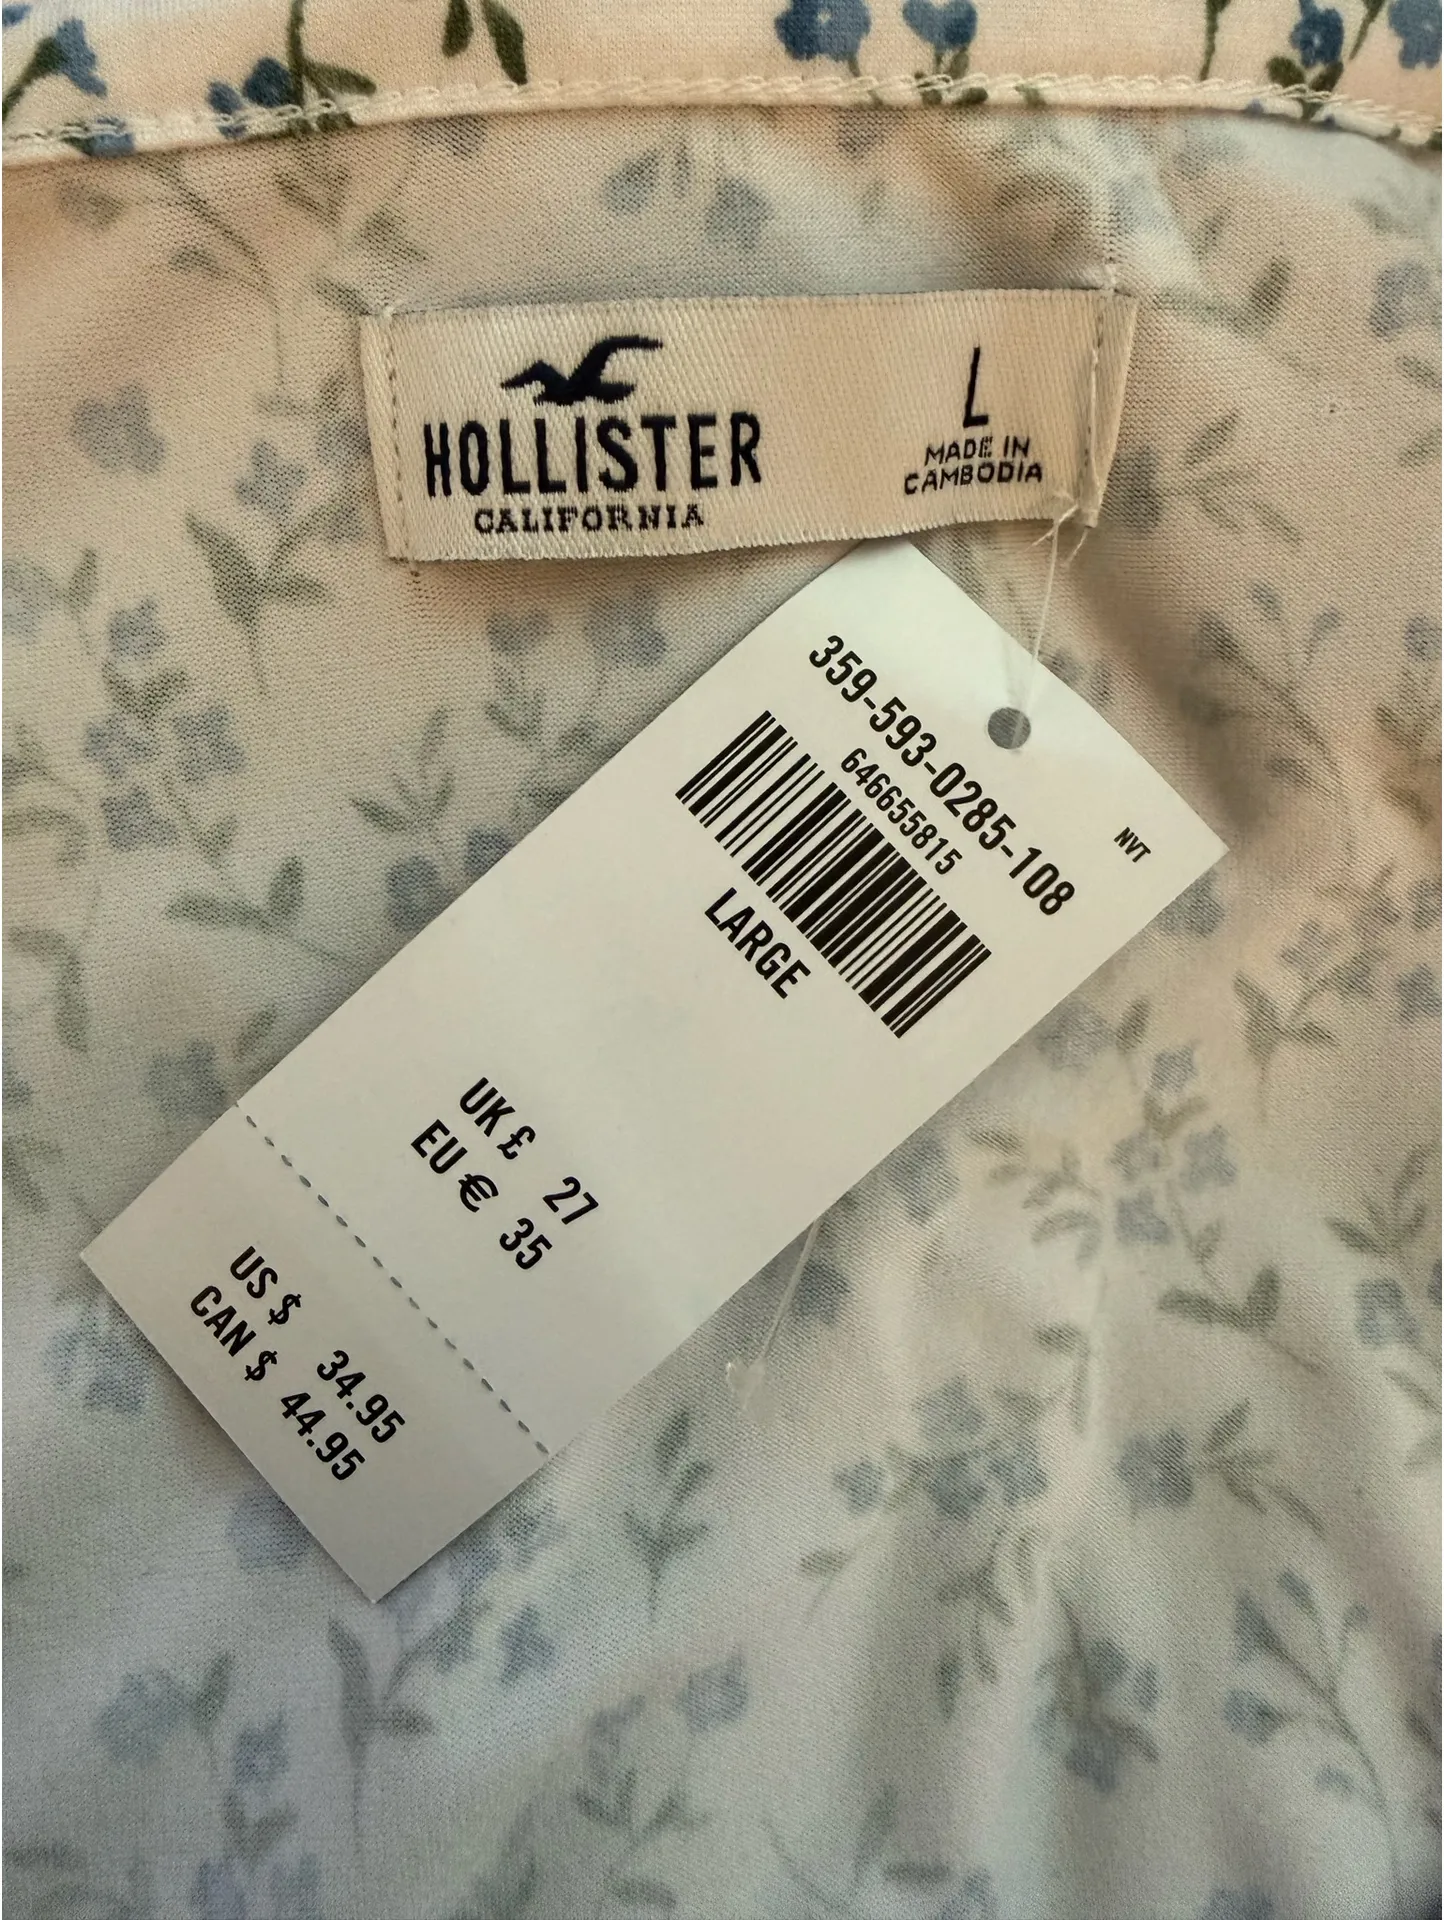 HOLLISTER
CALIFORNIA
L
MADE IN
CAMBODIA
359-593-0285-108
NVT
646655815
LARGE
UK £ 27
EU € 35
US $ 34.95
CAN $ 44.95